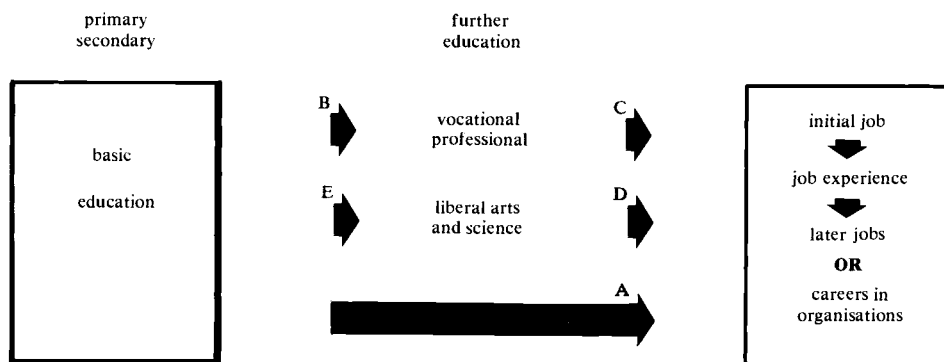 primary
secondary
further
education
basic
education
B
vocational
professional
C
E
liberal arts
and science
D
A
initial job
job experience
later jobs
OR
careers in
organisations